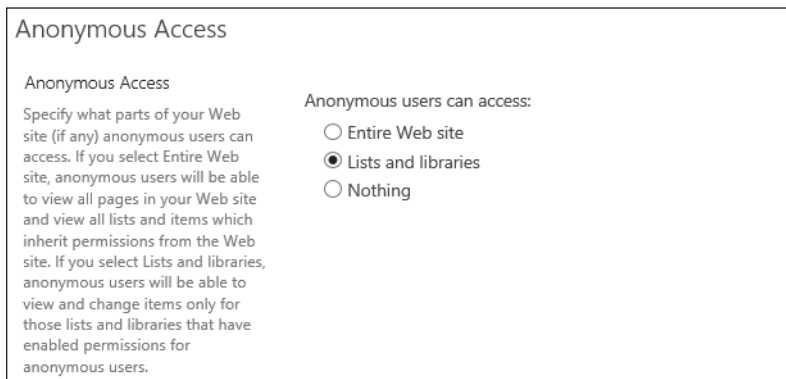 Anonymous Access
Anonymous Access
Specify what parts of your Web
site (if any) anonymous users can
access. If you select Entire Web
site, anonymous users will be able
to view all pages in your Web site
and view all lists and items which
inherit permissions from the Web
site. If you select Lists and libraries,
anonymous users will be able to
view and change items only for
those lists and libraries that have
enabled permissions for
anonymous users.
Anonymous users can access:
Entire Web site
Lists and libraries
Nothing